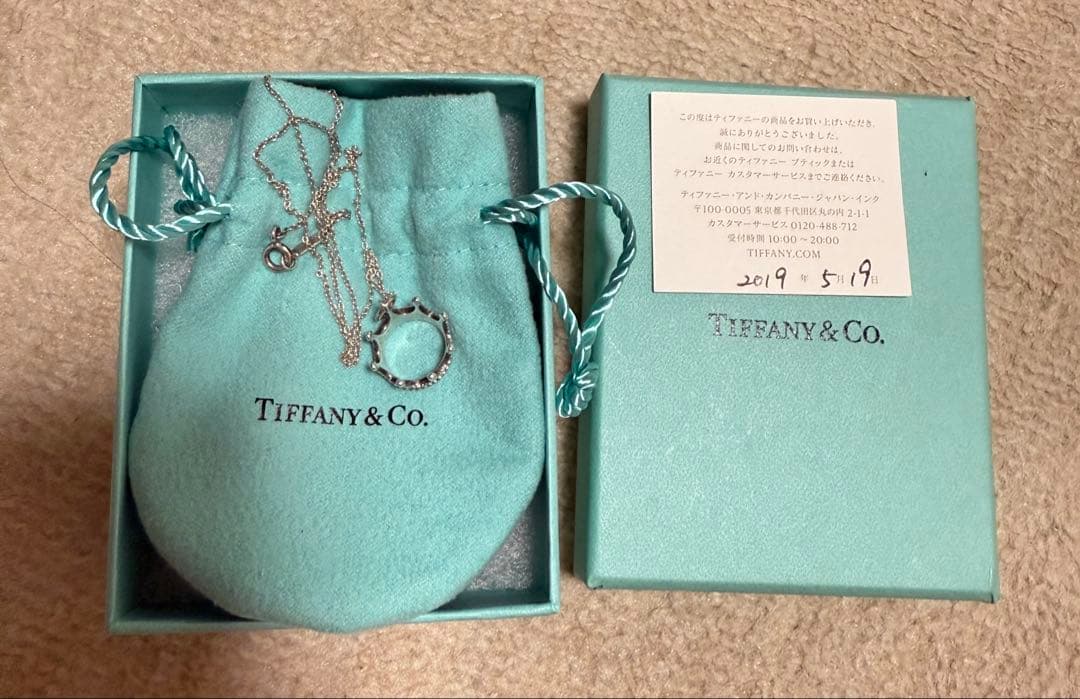 TIFFANY & CO.
この度はティファニーの商品をお買い上げいただき、
誠にありがとうございました。
商品に関してのお問い合わせは、
お近くのティファニー ブティックまたは
ティファニー カスタマーサービスまでご連絡ください。
ティファニー・アンド・カンパニー・ジャパン・インク
〒100-0005 東京都千代田区丸の内 2-1-1
カスタマーサービス 0120-488-712
受付時間 10:00〜20:00
TIFFANY.COM
2019 年 5月 19日
TIFFANY & CO.